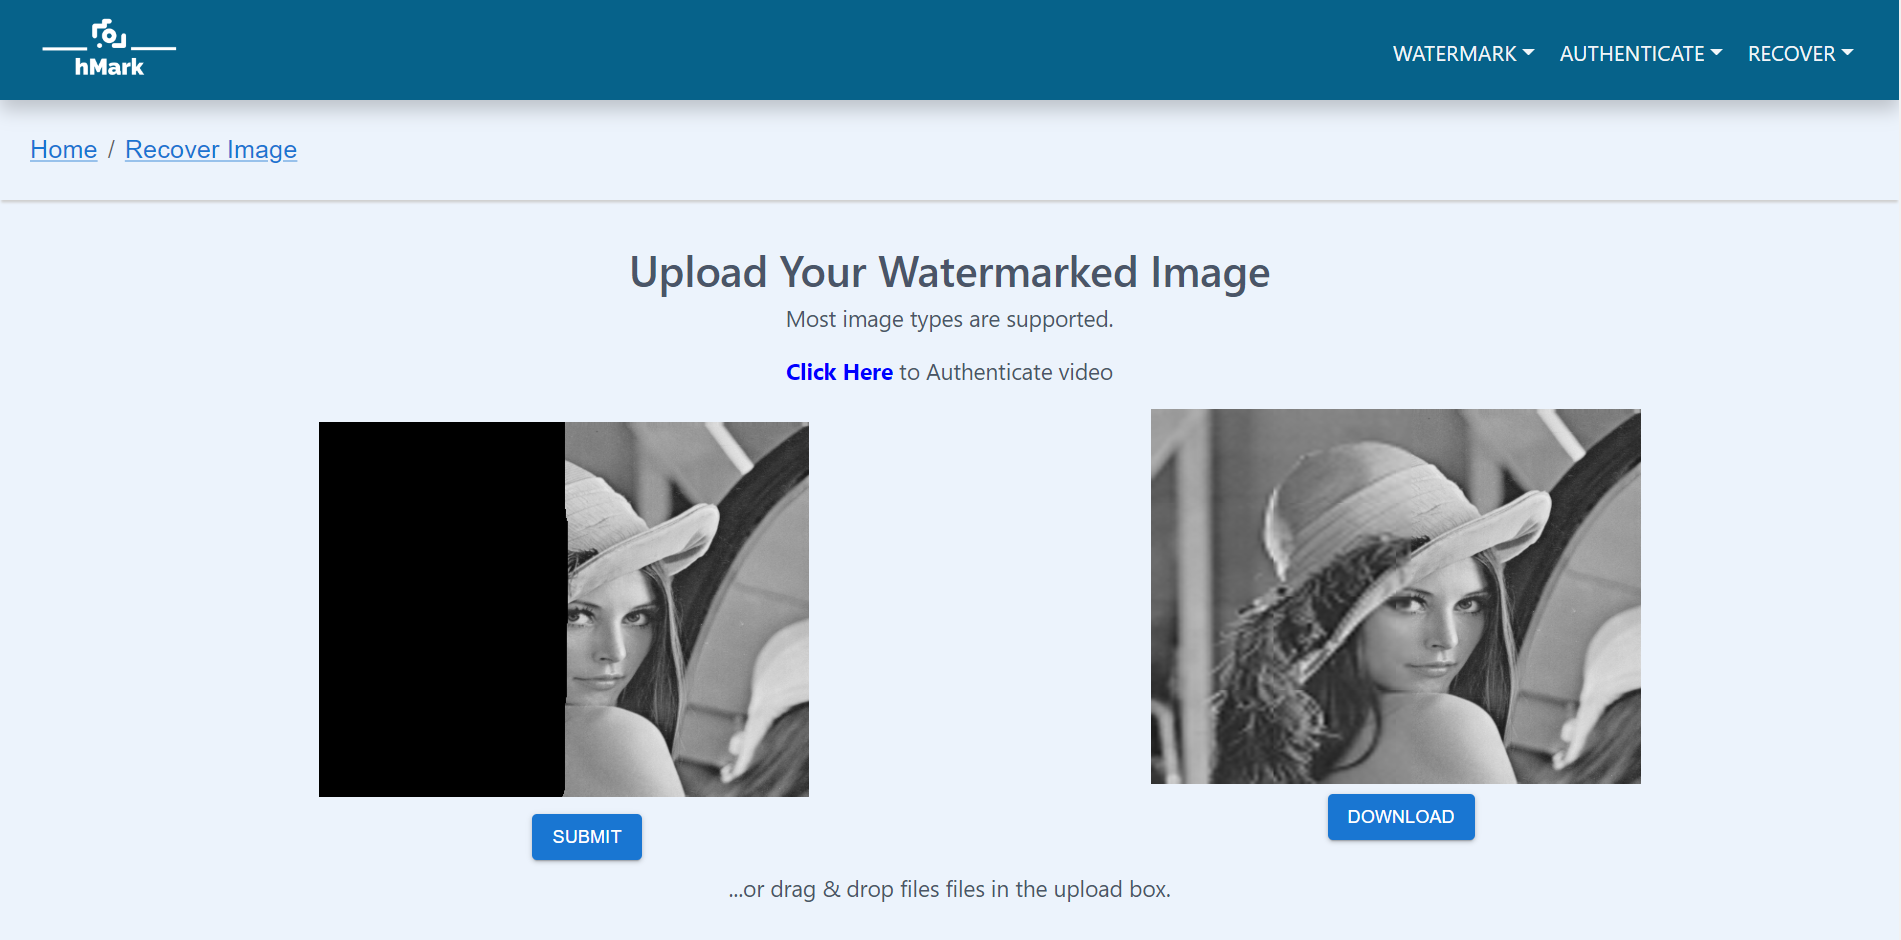 hMark
WATERMARK AUTHENTICATE RECOVER
Home / Recover Image
Upload Your Watermarked Image
Most image types are supported.
Click Here to Authenticate video
SUBMIT
DOWNLOAD
...or drag & drop files files in the upload box.